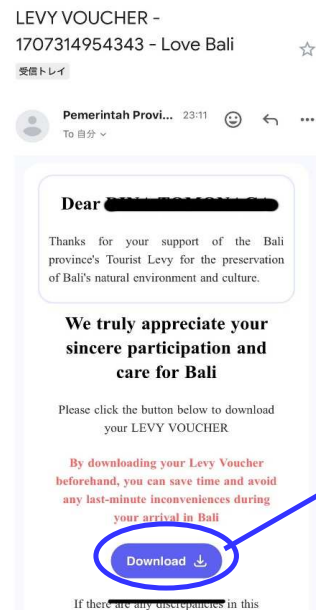 LEVY VOUCHER -
1707314954343 - Love Bali
受信トレイ
Pemerintah Provi... 23:11
To 自分
Dear
Thanks for your support of the Bali
province's Tourist Levy for the preservation
of Bali's natural environment and culture.
We truly appreciate your
sincere participation and
care for Bali
Please click the button below to download
your LEVY VOUCHER
By downloading your Levy Voucher
beforehand, you can save time and avoid
any last-minute inconveniences during
your arrival in Bali
Download
If there are any discrepancies in this